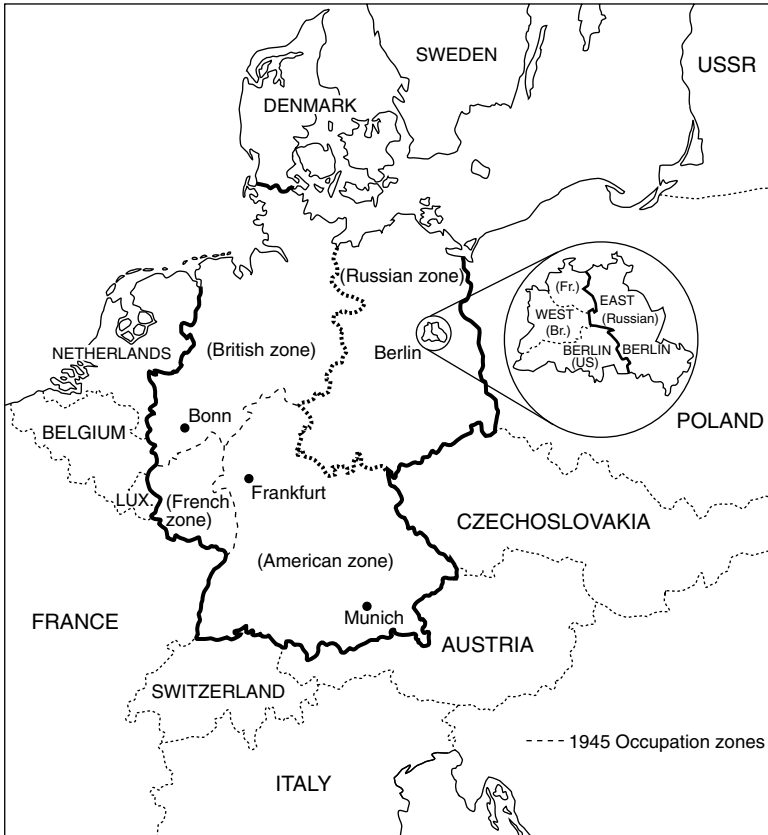 SWEDEN
USSR
DENMARK
(Russian zone)
(Fr.)
EAST
WEST
(Russian)
(Br.)
BERLIN
BERLIN
(US)
Berlin
NETHERLANDS
(British zone)
Bonn
BELGIUM
POLAND
LUX.
(French
zone)
Frankfurt
CZECHOSLOVAKIA
(American zone)
FRANCE
Munich
AUSTRIA
SWITZERLAND
1945 Occupation zones
ITALY